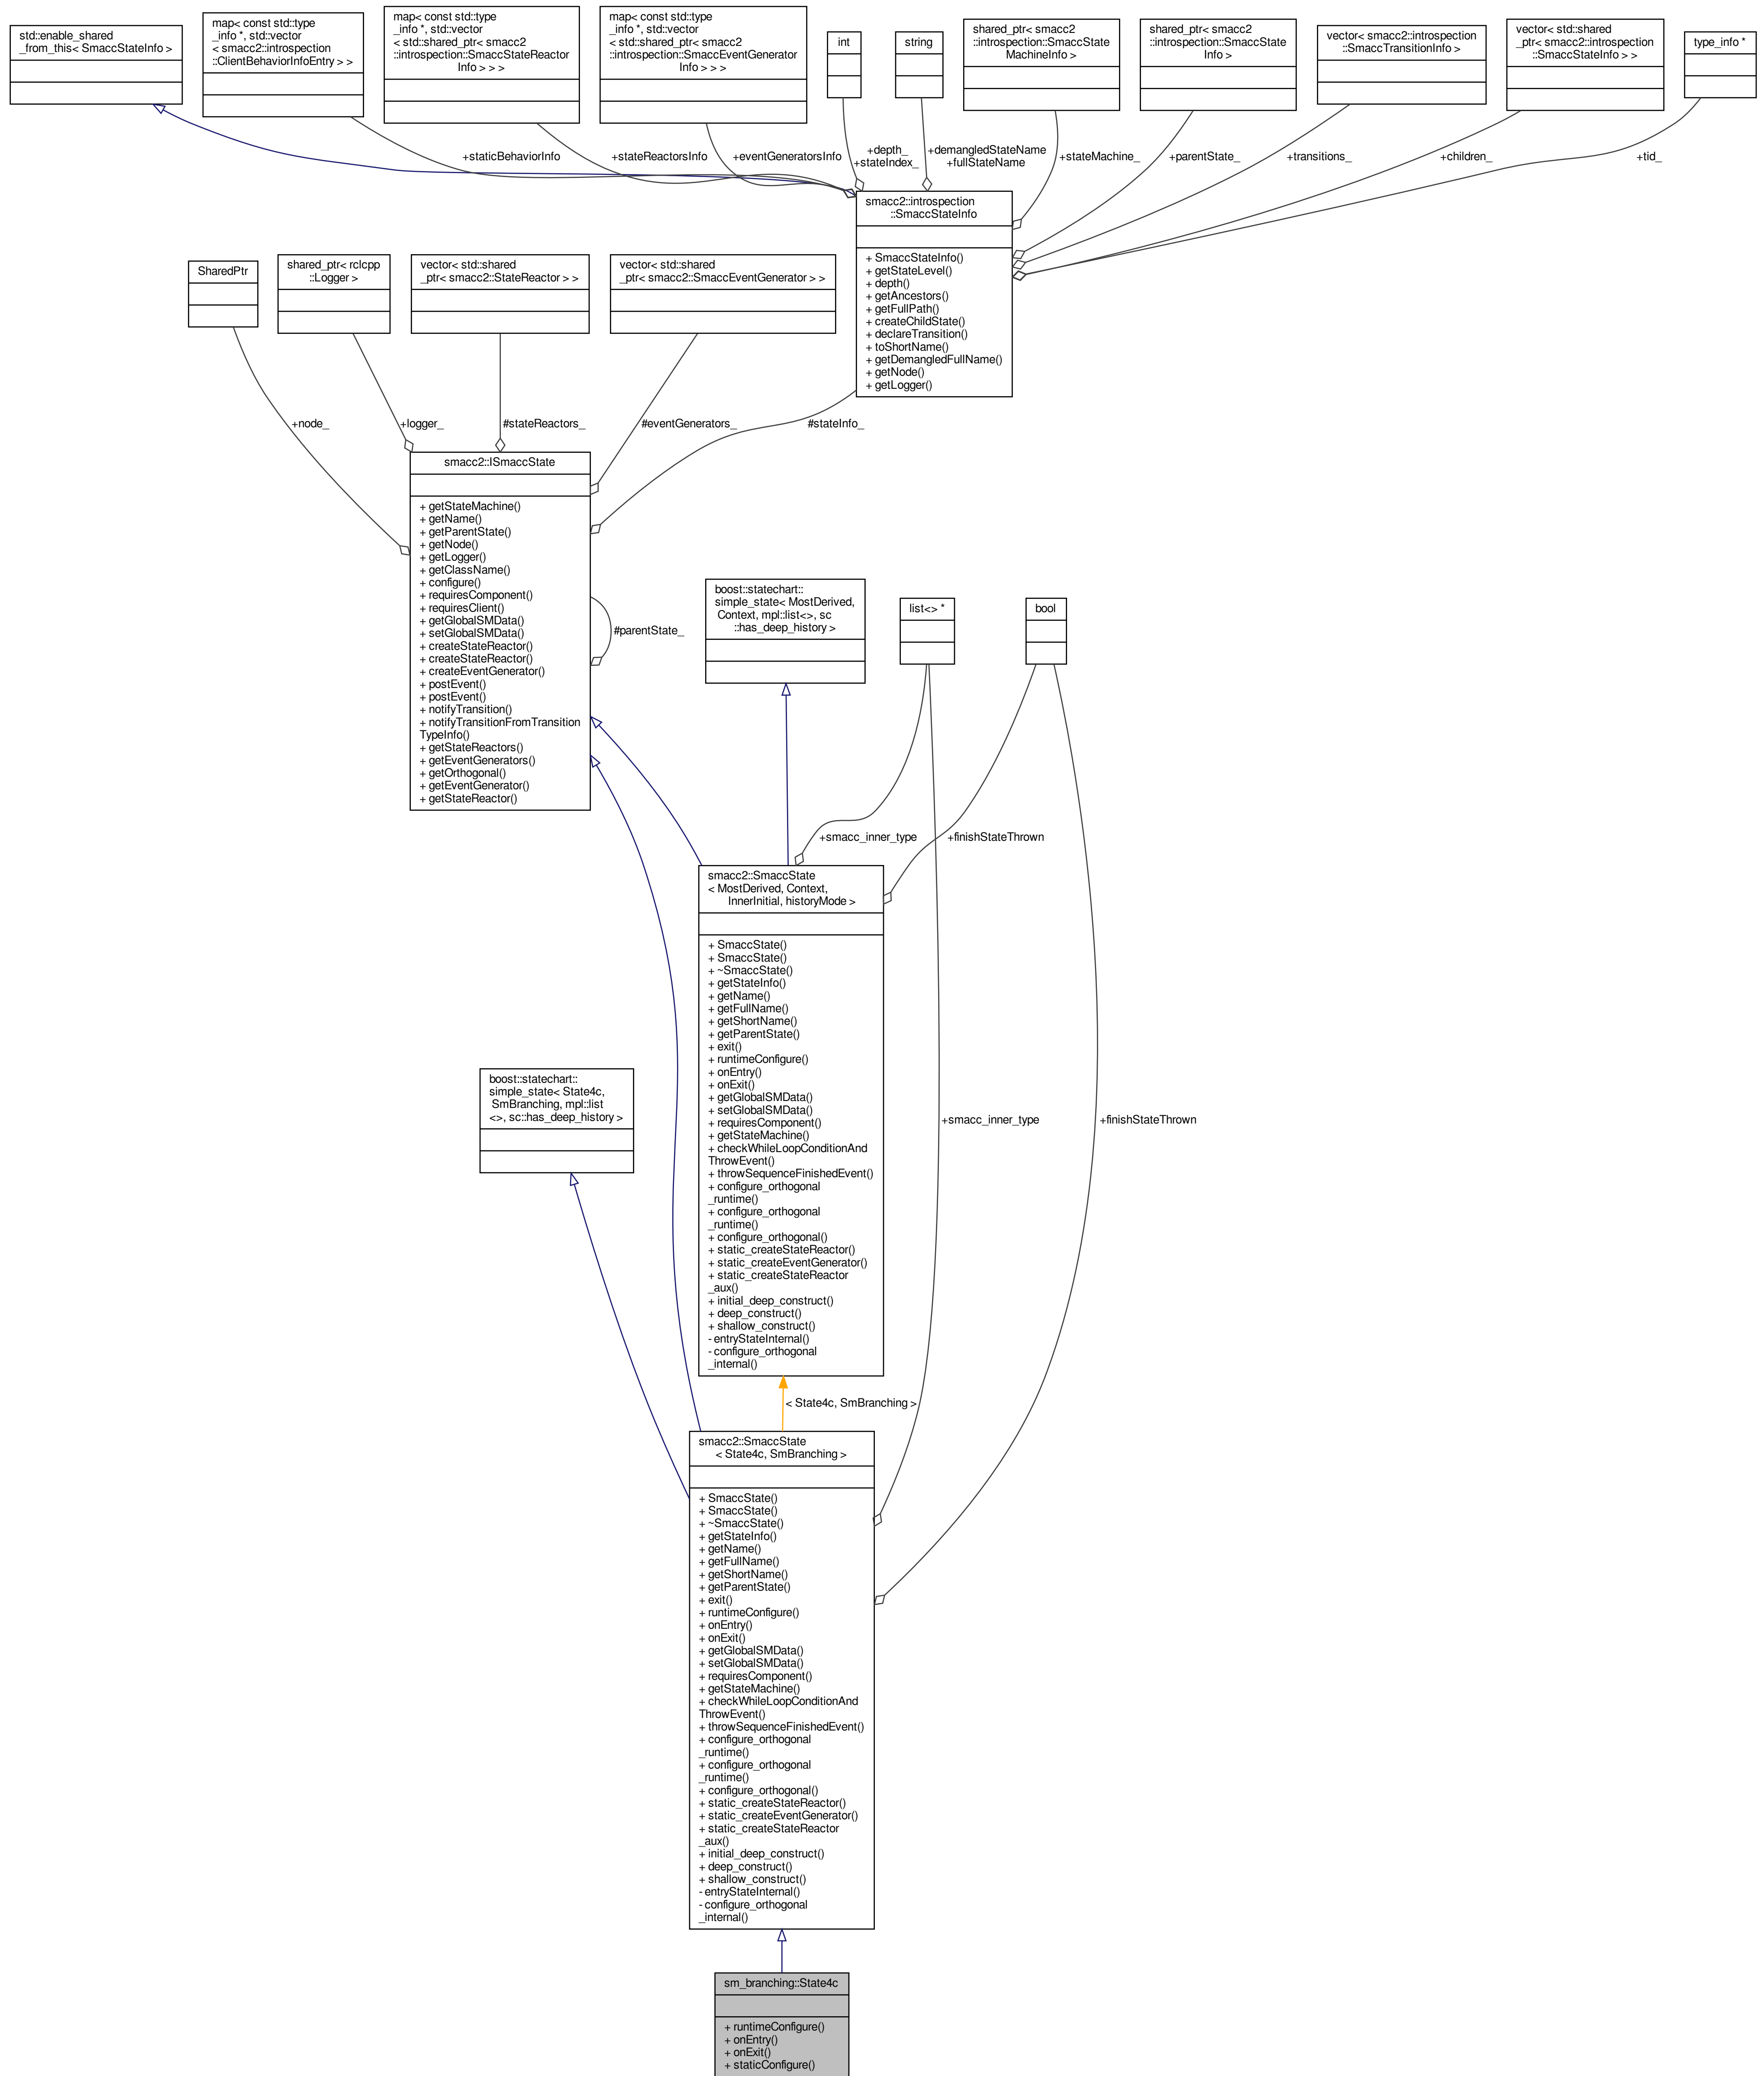 std::enable_shared
_from_this< SmaccStateInfo >
map< const std::type
_info *, std::vector
< smacc2::introspection
::ClientBehaviorInfoEntry > >
map< const std::type
_info *, std::vector
< std::shared_ptr< smacc2
::introspection::SmaccStateReactor
Info > > >
map< const std::type
_info *, std::vector
< std::shared_ptr< smacc2
::introspection::SmaccEventGenerator
Info > > >
int
string
shared_ptr< smacc2
::introspection::SmaccState
MachineInfo >
shared_ptr< smacc2
::introspection::SmaccState
Info >
vector< smacc2::introspection
::SmaccTransitionInfo >
vector< std::shared
_ptr< smacc2::introspection
::SmaccStateInfo > >
type_info *
+staticBehaviorInfo
+stateReactorsInfo
+eventGeneratorsInfo
+depth_
+stateIndex_
+demangledStateName
+fullStateName
+stateMachine_
+parentState_
+transitions_
+children_
+tid_
smacc2::introspection
::SmaccStateInfo
+ SmaccStateInfo()
+ getStateLevel()
+ depth()
+ getAncestors()
+ getFullPath()
+ createChildState()
+ declareTransition()
+ toShortName()
+ getDemangledFullName()
+ getNode()
+ getLogger()
SharedPtr
shared_ptr< rclcpp
::Logger >
vector< std::shared
_ptr< smacc2::StateReactor > >
vector< std::shared
_ptr< smacc2::SmaccEventGenerator > >
+node_
+logger_
#stateReactors_
#eventGenerators_
#stateInfo_
smacc2::ISmaccState
+ getStateMachine()
+ getName()
+ getParentState()
+ getNode()
+ getLogger()
+ getClassName()
+ configure()
+ requiresComponent()
+ requiresClient()
+ getGlobalSMData()
+ setGlobalSMData()
+ createStateReactor()
+ createStateReactor()
+ createEventGenerator()
+ postEvent()
+ postEvent()
+ notifyTransition()
+ notifyTransitionFromTransition
TypeInfo()
+ getStateReactors()
+ getEventGenerators()
+ getOrthogonal()
+ getEventGenerator()
+ getStateReactor()
#parentState_
boost::statechart::
simple_state< MostDerived,
Context, mpl::list<>, sc
::has_deep_history >
list<> *
bool
+smacc_inner_type
+finishStateThrown
smacc2::SmaccState
< MostDerived, Context,
InnerInitial, historyMode >
+ SmaccState()
+ SmaccState()
+ ~SmaccState()
+ getStateInfo()
+ getName()
+ getFullName()
+ getShortName()
+ getParentState()
+ exit()
+ runtimeConfigure()
+ onEntry()
+ onExit()
+ getGlobalSMData()
+ setGlobalSMData()
+ requiresComponent()
+ getStateMachine()
+ checkWhileLoopConditionAnd
ThrowEvent()
+ throwSequenceFinishedEvent()
+ configure_orthogonal
_runtime()
+ configure_orthogonal
_runtime()
+ configure_orthogonal()
+ static_createStateReactor()
+ static_createEventGenerator()
+ static_createStateReactor
_aux()
+ initial_deep_construct()
+ deep_construct()
+ shallow_construct()
- entryStateInternal()
- configure_orthogonal
_internal()
boost::statechart::
simple_state< State4c,
SmBranching, mpl::list
<>, sc::has_deep_history >
+smacc_inner_type
+finishStateThrown
< State4c, SmBranching >
smacc2::SmaccState
< State4c, SmBranching >
+ SmaccState()
+ SmaccState()
+ ~SmaccState()
+ getStateInfo()
+ getName()
+ getFullName()
+ getShortName()
+ getParentState()
+ exit()
+ runtimeConfigure()
+ onEntry()
+ onExit()
+ getGlobalSMData()
+ setGlobalSMData()
+ requiresComponent()
+ getStateMachine()
+ checkWhileLoopConditionAnd
ThrowEvent()
+ throwSequenceFinishedEvent()
+ configure_orthogonal
_runtime()
+ configure_orthogonal
_runtime()
+ configure_orthogonal()
+ static_createStateReactor()
+ static_createEventGenerator()
+ static_createStateReactor
_aux()
+ initial_deep_construct()
+ deep_construct()
+ shallow_construct()
- entryStateInternal()
- configure_orthogonal
_internal()
sm_branching::State4c
+ runtimeConfigure()
+ onEntry()
+ onExit()
+ staticConfigure()